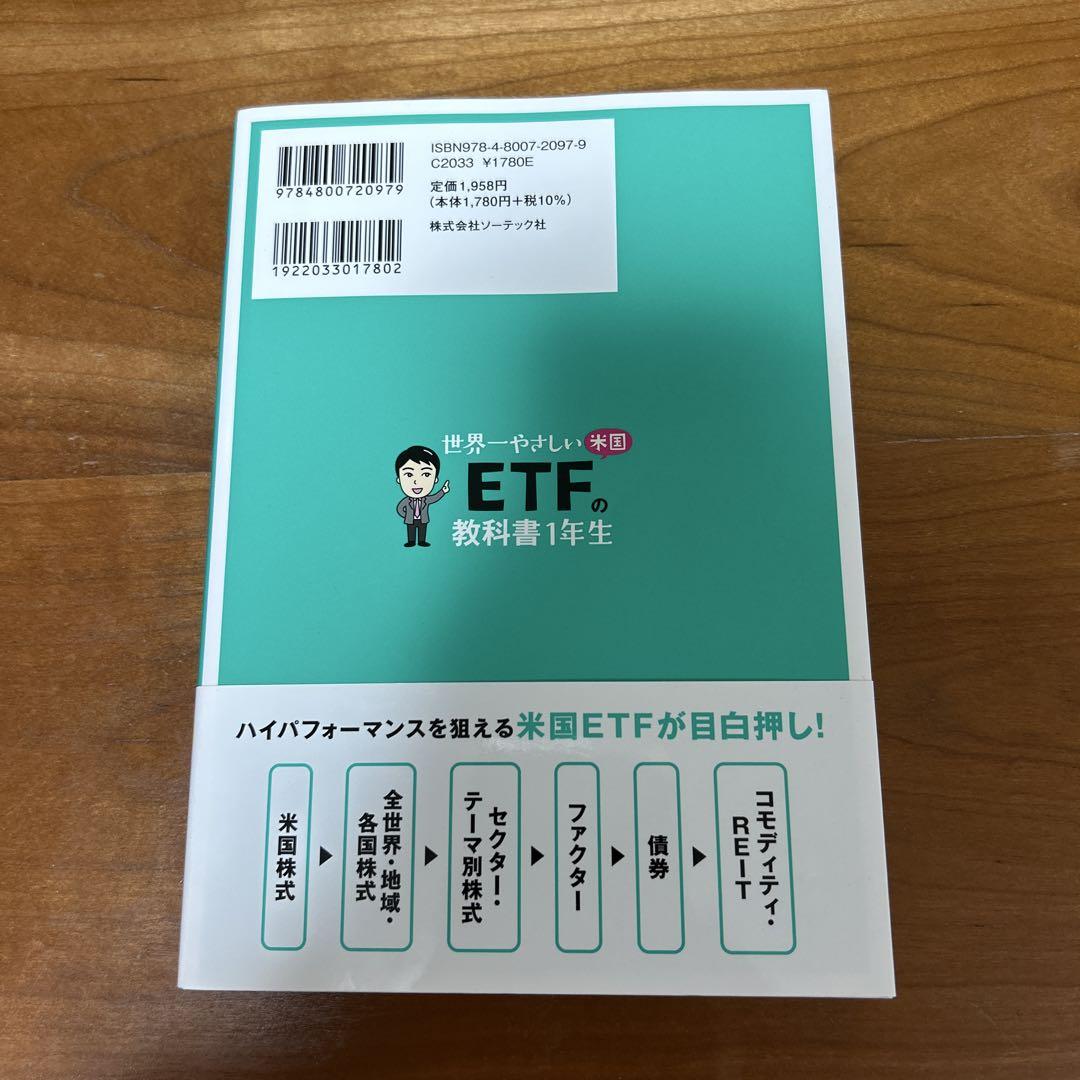 ISBN978-4-8007-2097-9
C2033 ¥1780E
9784800720979
定価1,958円
(本体1,780円+税10%)
株式会社ソーテック社
1922033017802
世界一やさしい 米国
ETFの
教科書1年生
ハイパフォーマンスを狙える米国ETFが目白押し!
米国株式
全世界・地域・
各国株式
セクター・
テーマ別株式
ファクター
債券
コモディティ・
REIT